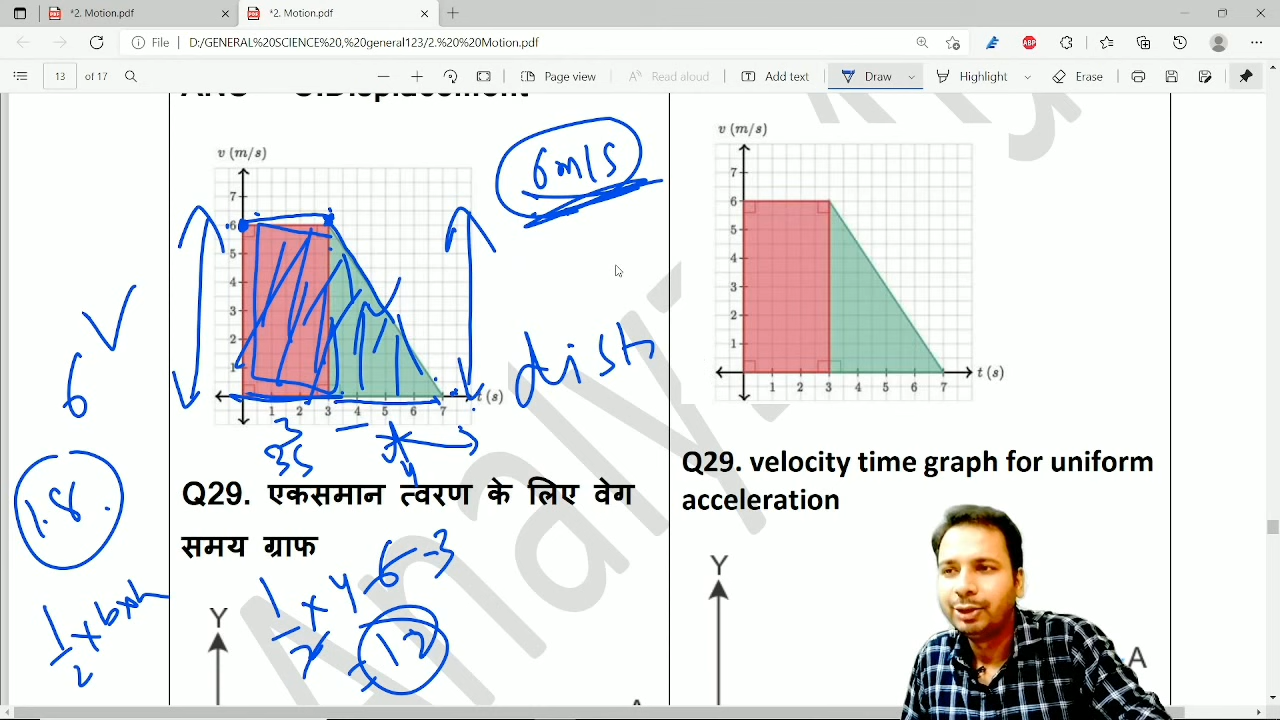 *2. Motion.pdf
*2. Motion.pdf
File
D:/GENERAL%20SCIENCE%20,%20general123/2.%20%20Motion.pdf
13 of 17
Page view
Read aloud
Add text
Draw
Highlight
Erase
v (m/s)
7
6
5
4
3
2
1
1 2 3 4 5 6 7 t (s)
6 m/s
dist
6
3
3s
4
18.
1/2 × b × h
1/2 × 4 6 3
12
Q29. एकसमान त्वरण के लिए वेग
समय ग्राफ
Y
v (m/s)
7
6
5
4
3
2
1
1 2 3 4 5 6 7 t (s)
Q29. velocity time graph for uniform
acceleration
Y
A